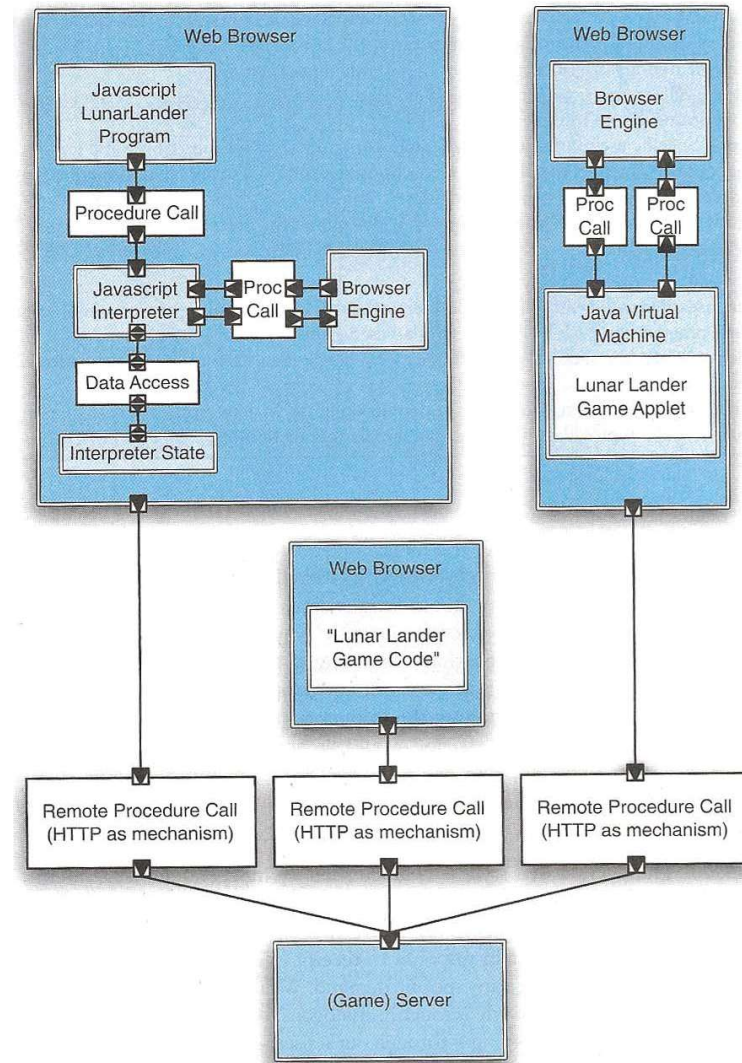 Web Browser
Javascript
LunarLander
Program
Procedure Call
Javascript
Interpreter
Proc
Call
Browser
Engine
Data Access
Interpreter State
Web Browser
Browser
Engine
Proc
Call
Proc
Call
Java Virtual
Machine
Lunar Lander
Game Applet
Web Browser
"Lunar Lander
Game Code"
Remote Procedure Call
(HTTP as mechanism)
Remote Procedure Call
(HTTP as mechanism)
Remote Procedure Call
(HTTP as mechanism)
(Game) Server